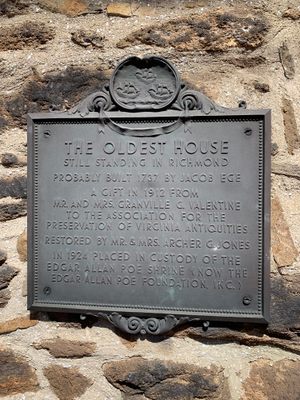 THE OLDEST HOUSE
STILL STANDING IN RICHMOND
PROBABLY BUILT 1737 BY JACOB EGE
A GIFT IN 1912 FROM
MR. AND MRS. GRANVILLE G. VALENTINE
TO THE ASSOCIATION FOR THE
PRESERVATION OF VIRGINIA ANTIQUITIES
RESTORED BY MR. & MRS. ARCHER G. JONES
IN 1924 PLACED IN CUSTODY OF THE
EDGAR ALLAN POE SHRINE (NOW THE
EDGAR ALLAN POE FOUNDATION, INC.)